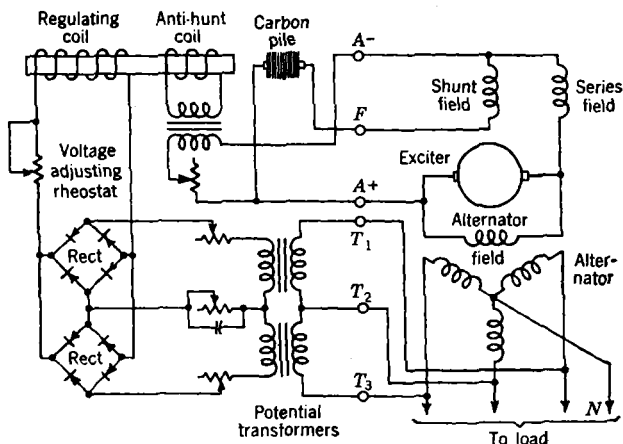 Regulating
coil
Anti-hunt
coil
Carbon
pile
A-
Shunt
field
Series
field
F
Voltage
adjusting
rheostat
Exciter
A+
Alternator
field
T1
Rect
Alter-
nator
T2
Rect
T3
N
Potential
transformers
To load